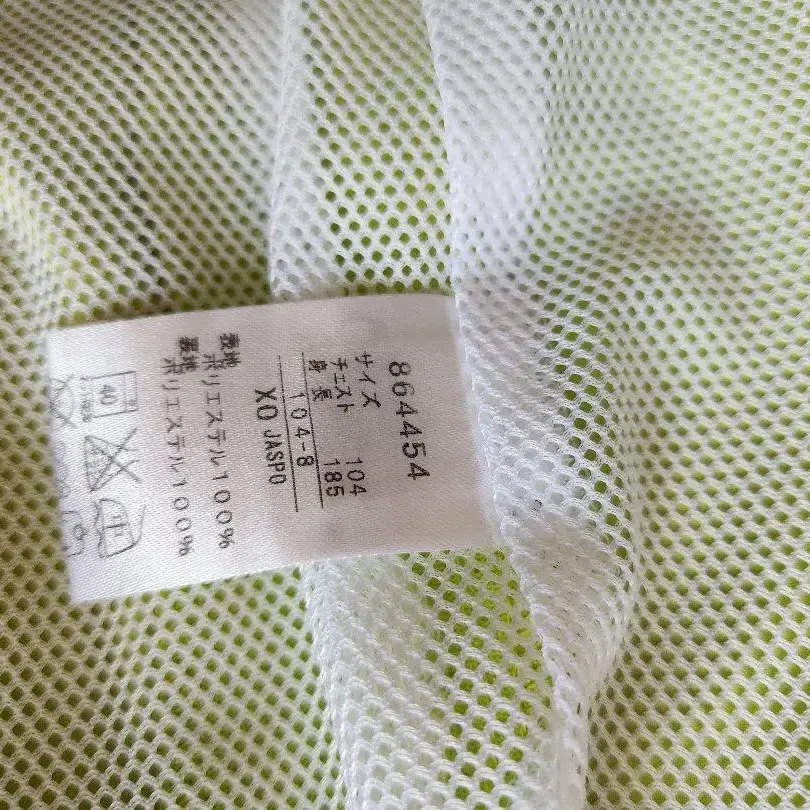 864454
サイズ
チェスト 104
身長 185
104-8
XO JASPO
表地 ポリエステル100%
裏地 ポリエステル100%
40